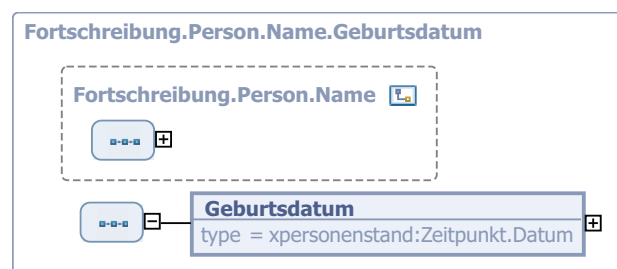 Fortschreibung.Person.Name.Geburtsdatum
Fortschreibung.Person.Name
Geburtsdatum
type = xpersonenstand:Zeitpunkt.Datum